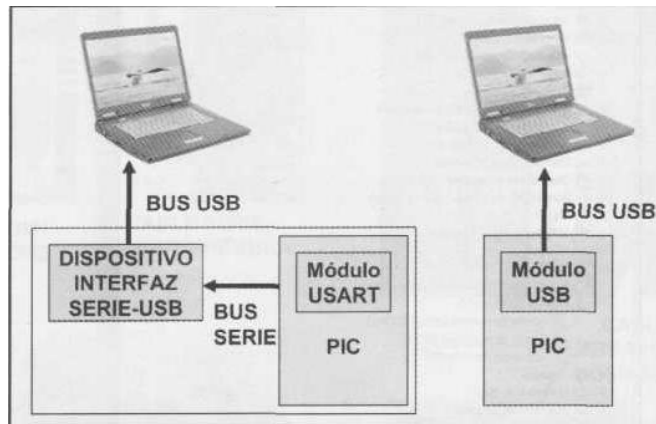 BUS USB
DISPOSITIVO
INTERFAZ
SERIE-USB
BUS
SERIE
Módulo
USART
PIC
BUS USB
Módulo
USB
PIC